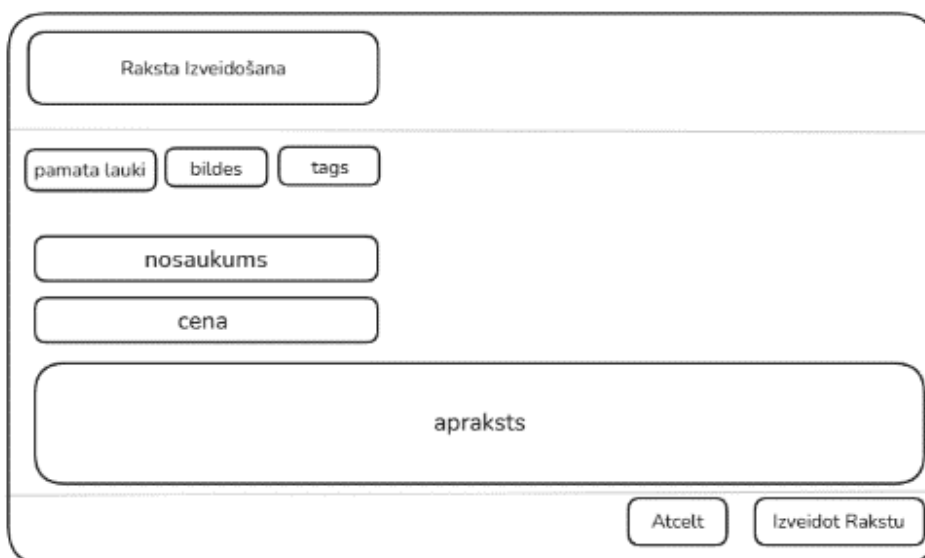 Raksta Izveidošana
pamata lauki
bildes
tags
nosaukums
cena
apraksts
Atcelt
Izveidot Rakstu